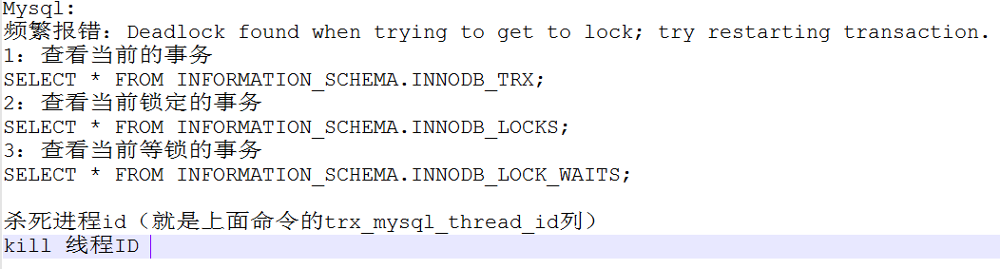 Mysql:
频繁报错：Deadlock found when trying to get to lock; try restarting transaction.
1：查看当前的事务
SELECT * FROM INFORMATION_SCHEMA.INNODB_TRX;
2：查看当前锁定的事务
SELECT * FROM INFORMATION_SCHEMA.INNODB_LOCKS;
3：查看当前等锁的事务
SELECT * FROM INFORMATION_SCHEMA.INNODB_LOCK_WAITS;
杀死进程id（就是上面命令的trx_mysql_thread_id列）
kill 线程ID